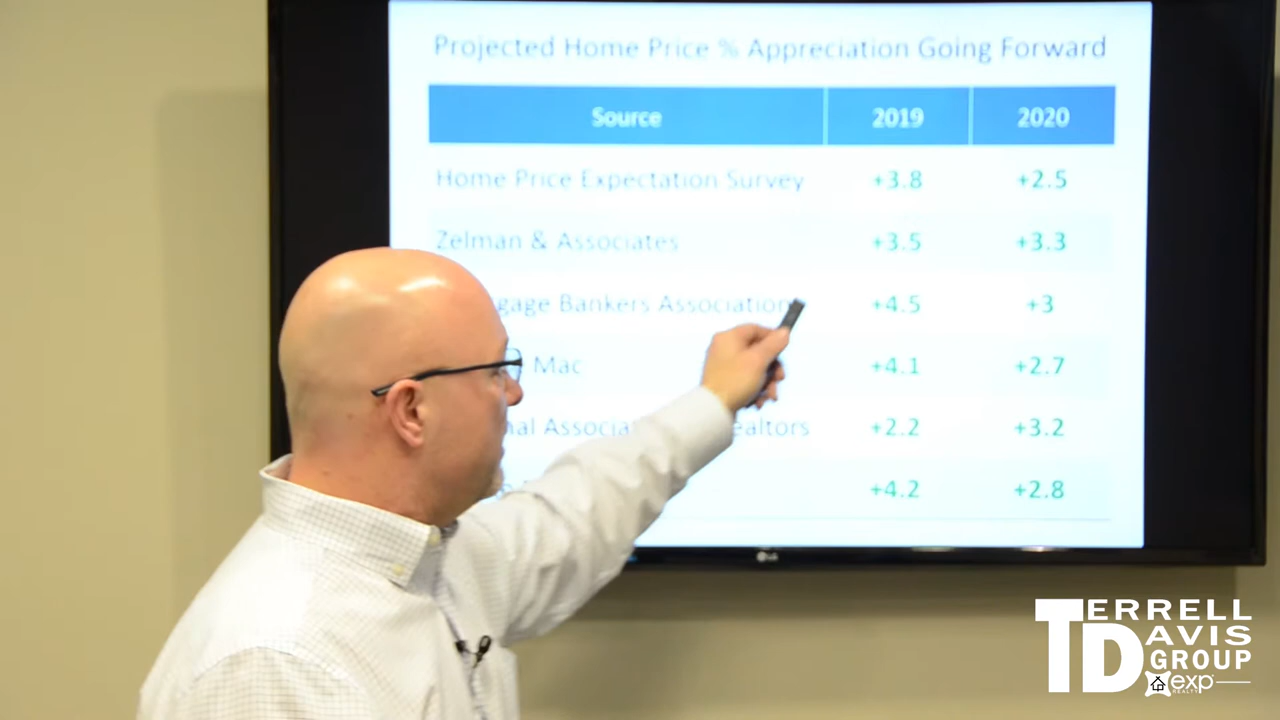 Projected Home Price % Appreciation Going Forward
Source 2019 2020
Home Price Expectation Survey +3.8 +2.5
Zelman & Associates +3.5 +3.3
gage Bankers Association +4.5 +3
Mac +4.1 +2.7
nal Associa ealtors +2.2 +3.2
+4.2 +2.8
LG
TERRELL
DAVIS
GROUP
exp
REALTY